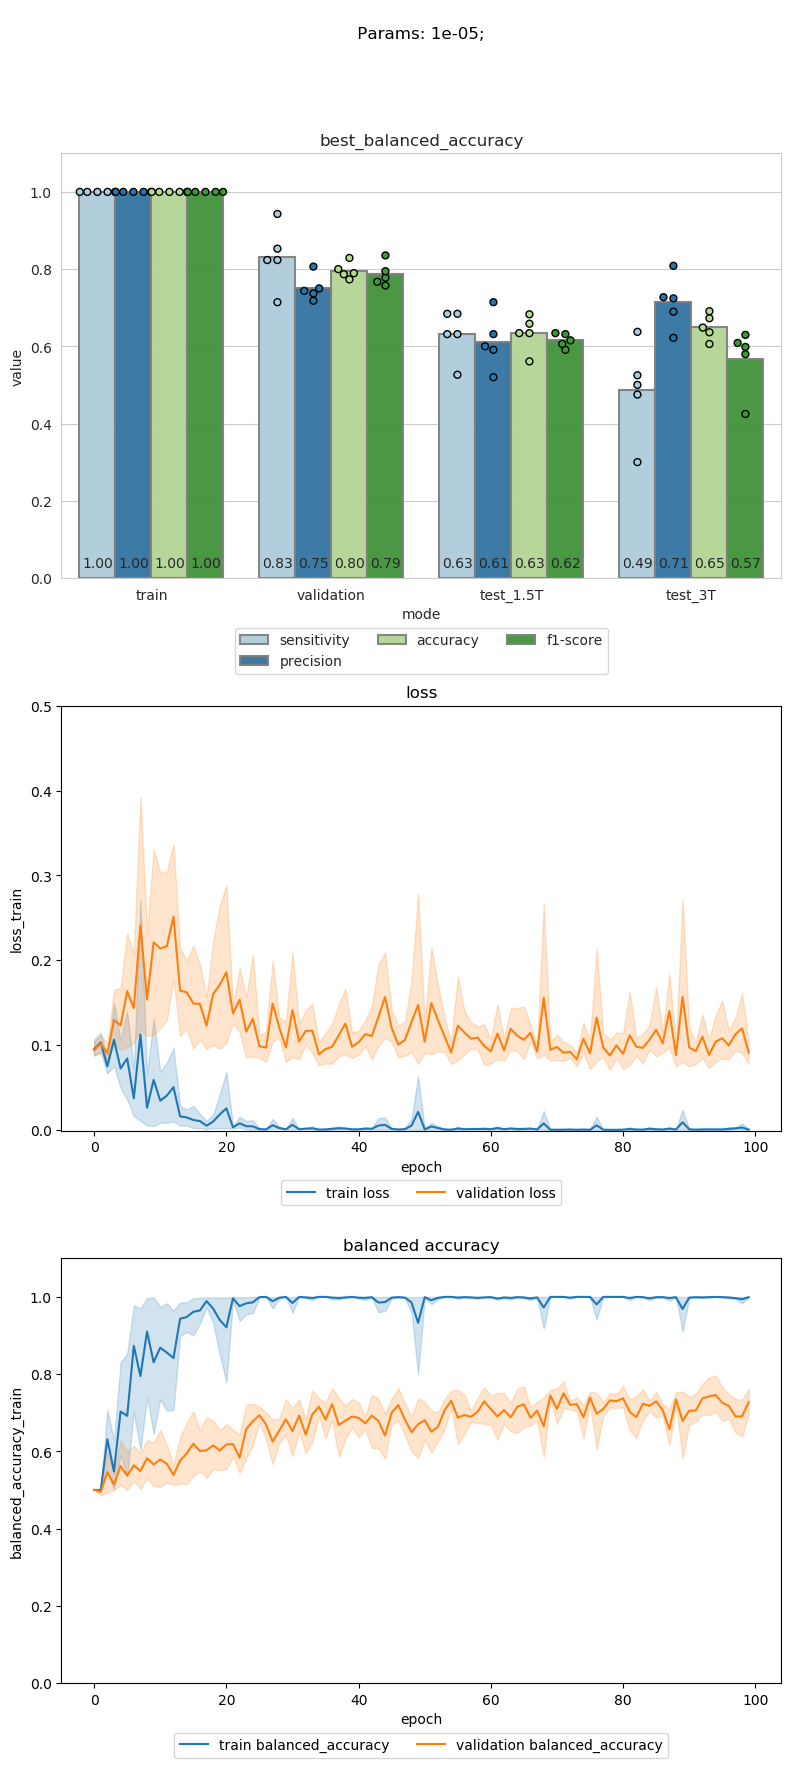 Params: 1e-05;
best_balanced_accuracy
value
1.0
0.8
0.6
0.4
0.2
0.0
1.00 1.00 1.00 1.00 0.83 0.75 0.80 0.79 0.63 0.61 0.63 0.62 0.49 0.71 0.65 0.57
train validation test_1.5T test_3T
mode
sensitivity accuracy f1-score
precision
loss
loss_train
0.5
0.4
0.3
0.2
0.1
0.0
0 20 40 60 80 100
epoch
train loss validation loss
balanced accuracy
balanced_accuracy_train
1.0
0.8
0.6
0.4
0.2
0.0
0 20 40 60 80 100
epoch
train balanced_accuracy validation balanced_accuracy